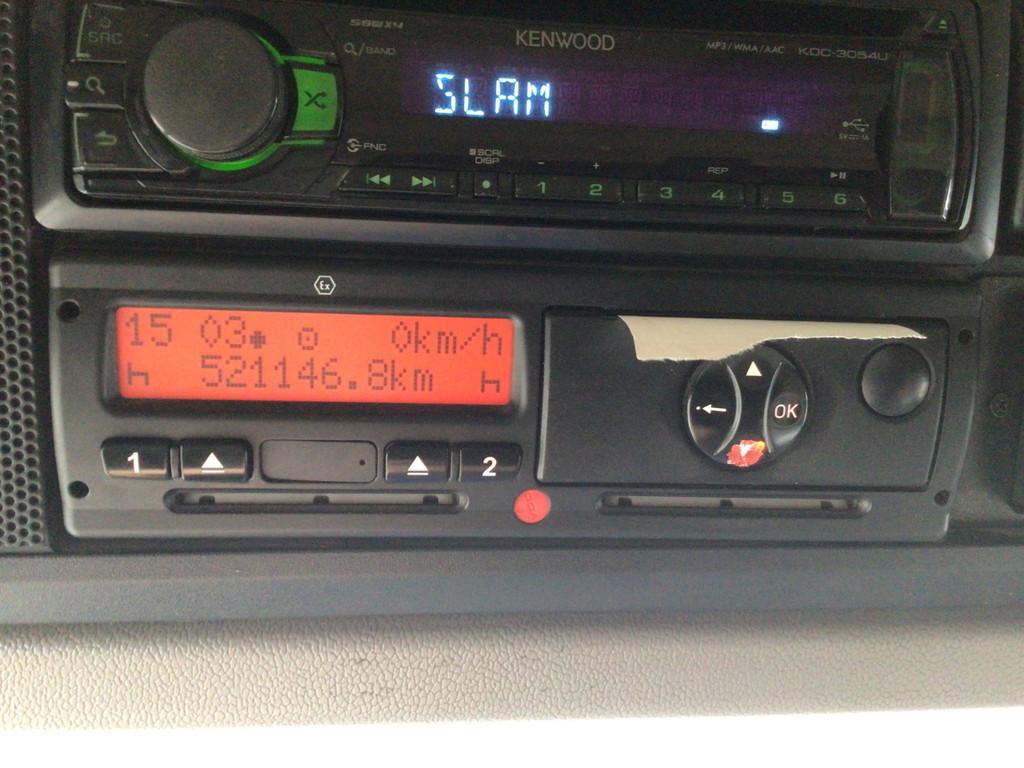 SRC
Q/BAND
KENWOOD
MP3/WMA/AAC KDC-3054U
SLAM
FNC
SCRL
DISP
- +
REP
1 2 3 4 5 6
Ex
15 03 0km/h
521146.8km
OK
1 2